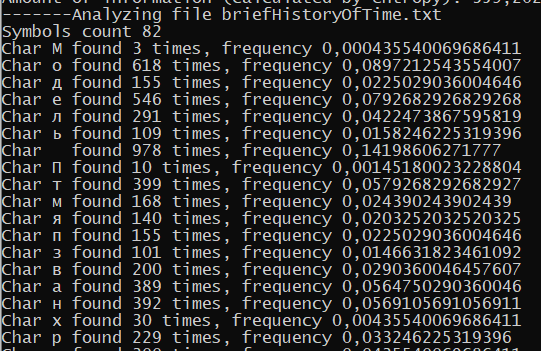 Amount of information (calculated by entropy):
-------Analyzing file briefHistoryOfTime.txt
Symbols count 82
Char М found 3 times, frequency 0,000435540069686411
Char о found 618 times, frequency 0,0897212543554007
Char д found 155 times, frequency 0,0225029036004646
Char е found 546 times, frequency 0,0792682926829268
Char л found 291 times, frequency 0,0422473867595819
Char ь found 109 times, frequency 0,0158246225319396
Char   found 978 times, frequency 0,14198606271777
Char П found 10 times, frequency 0,00145180023228804
Char т found 399 times, frequency 0,0579268292682927
Char м found 168 times, frequency 0,024390243902439
Char я found 140 times, frequency 0,0203252032520325
Char п found 155 times, frequency 0,0225029036004646
Char з found 101 times, frequency 0,0146631823461092
Char в found 200 times, frequency 0,0290360046457607
Char а found 389 times, frequency 0,0564750290360046
Char н found 392 times, frequency 0,0569105691056911
Char х found 30 times, frequency 0,00435540069686411
Char р found 229 times, frequency 0,033246225319396